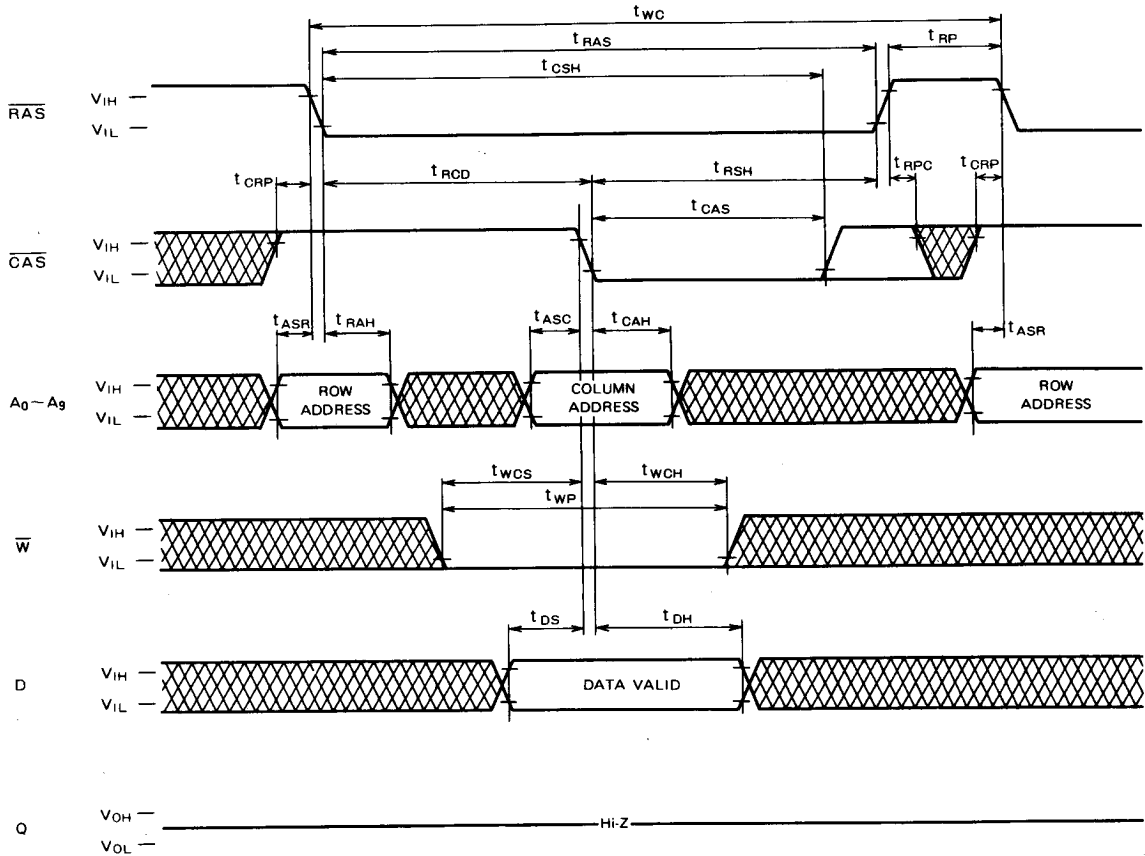 tWC
tRAS
tRP
tCSH
RAS
VIH
VIL
tCRP
tRCD
tRSH
tRPC
tCRP
tCAS
CAS
VIH
VIL
tASR
tRAH
tASC
tCAH
tASR
A0~A9
VIH
VIL
ROW
ADDRESS
COLUMN
ADDRESS
ROW
ADDRESS
tWCS
tWCH
tWP
W
VIH
VIL
tDS
tDH
D
VIH
VIL
DATA VALID
Q
VOH
VOL
Hi-Z